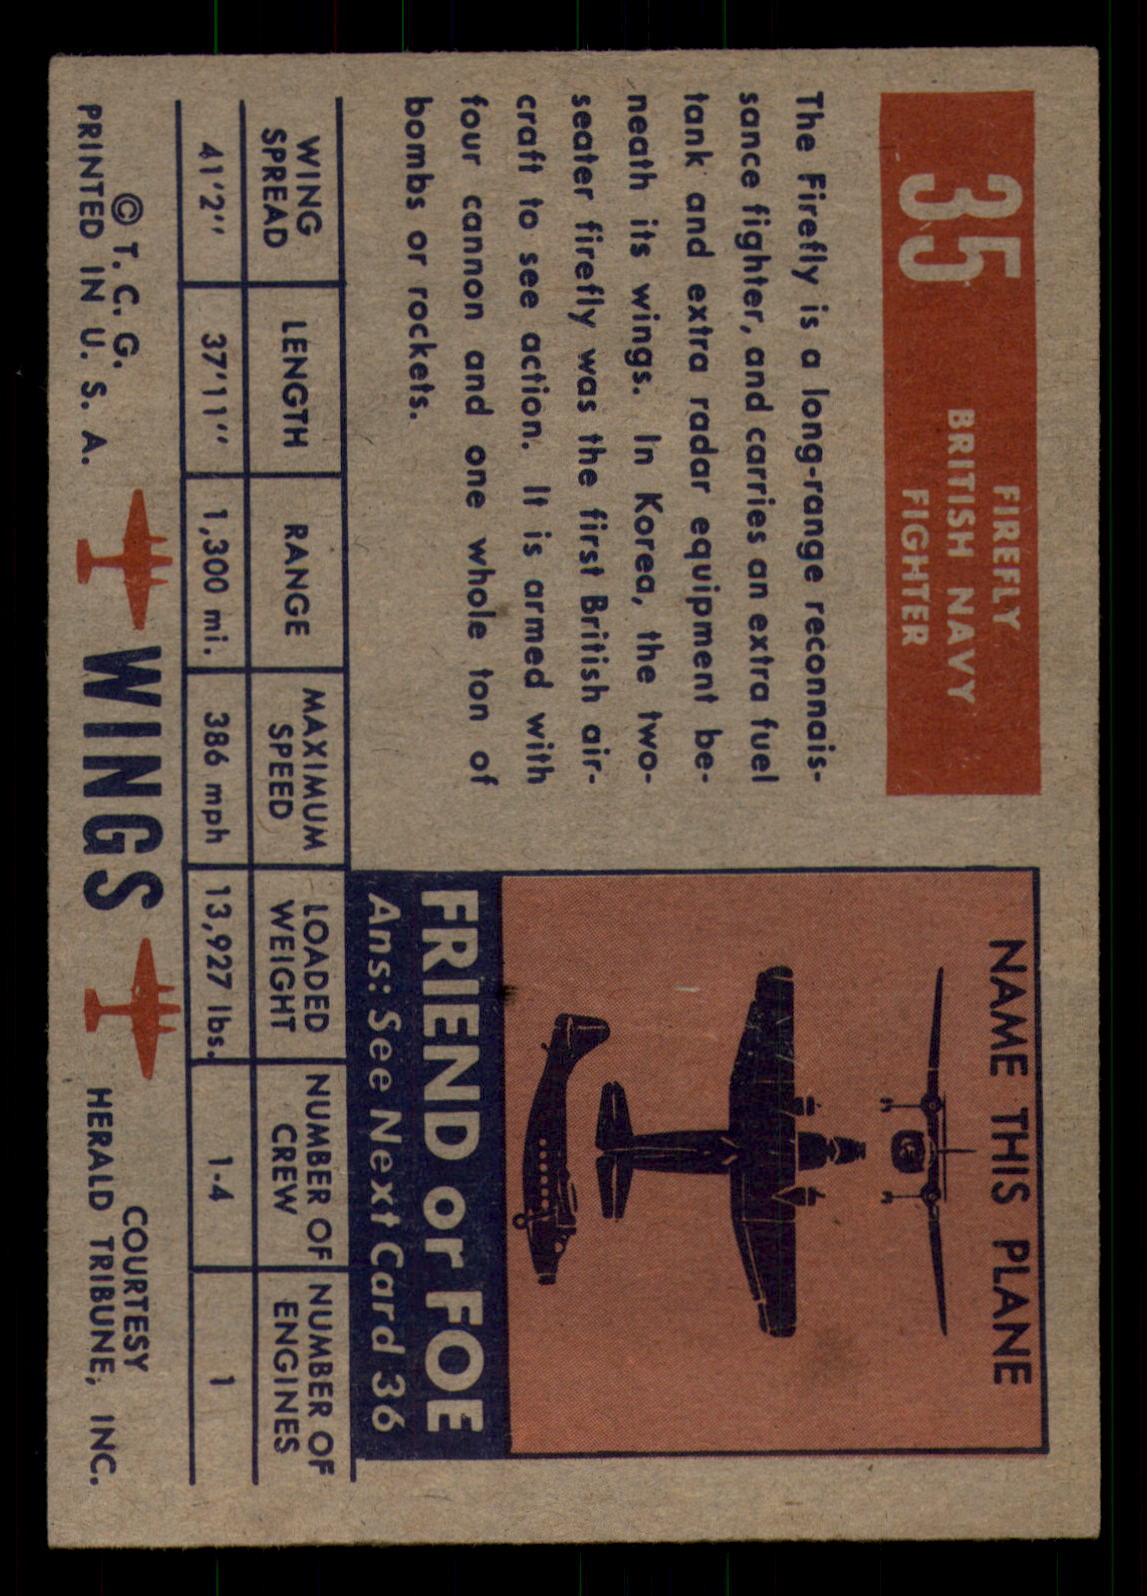 35
FIREFLY
BRITISH NAVY
FIGHTER
The Firefly is a long-range reconnais-
sance fighter, and carries an extra fuel
tank and extra radar equipment be-
neath its wings. In Korea, the two-
seater firefly was the first British air-
craft to see action. It is armed with
four cannon and one whole ton of
bombs or rockets.
NAME THIS PLANE
FRIEND or FOE
Ans: See Next Card 36
WING SPREAD
LENGTH
RANGE
MAXIMUM SPEED
LOADED WEIGHT
NUMBER OF CREW
NUMBER OF ENGINES
41'2''
37'11''
1,300 mi.
386 mph
13,927 lbs.
1-4
1
© T. C. G.
PRINTED IN U. S. A.
WINGS
COURTESY
HERALD TRIBUNE, INC.